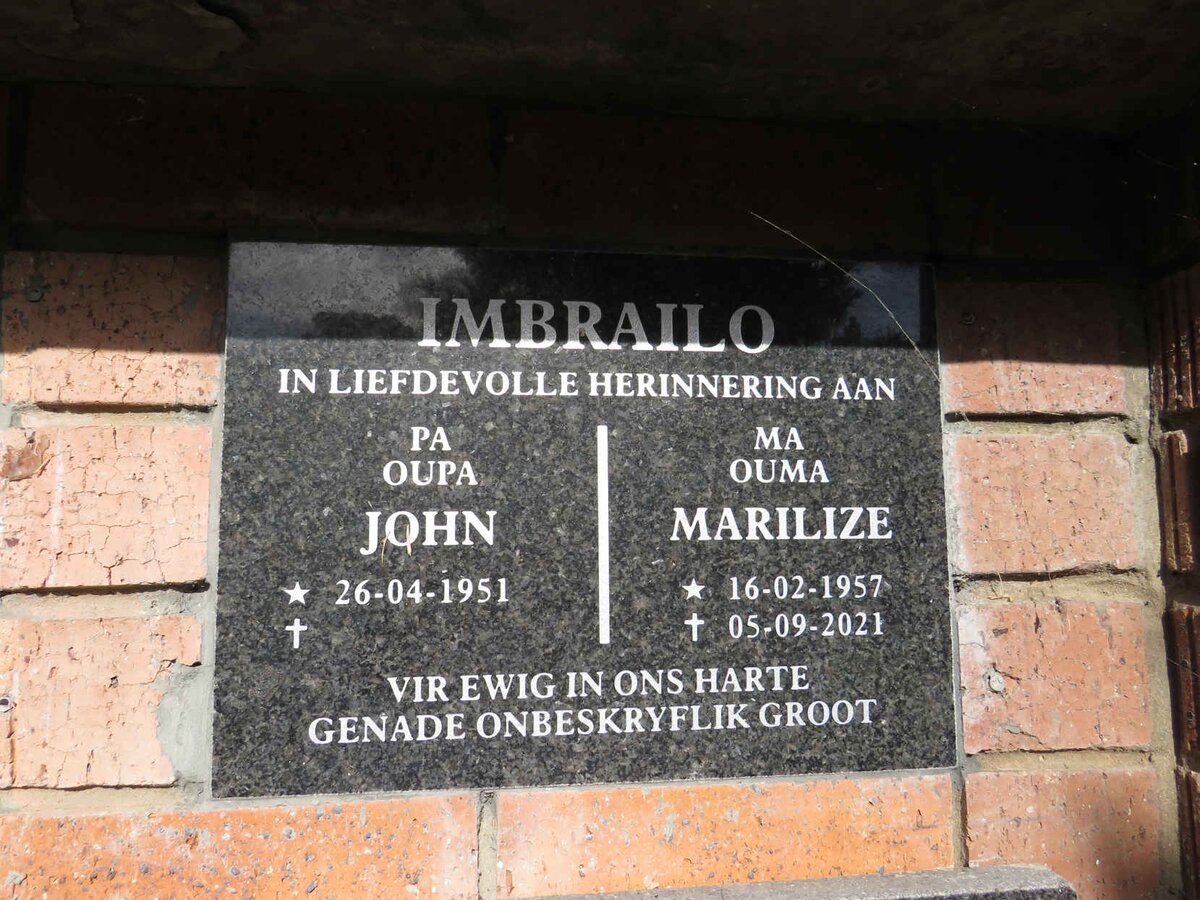 IMBRAILO
IN LIEFDEVOLLE HERINNERING AAN
PA
OUPA
JOHN
★ 26-04-1951
✝
MA
OUMA
MARILIZE
★ 16-02-1957
✝ 05-09-2021
VIR EWIG IN ONS HARTE
GENADE ONBESKRYFLIK GROOT